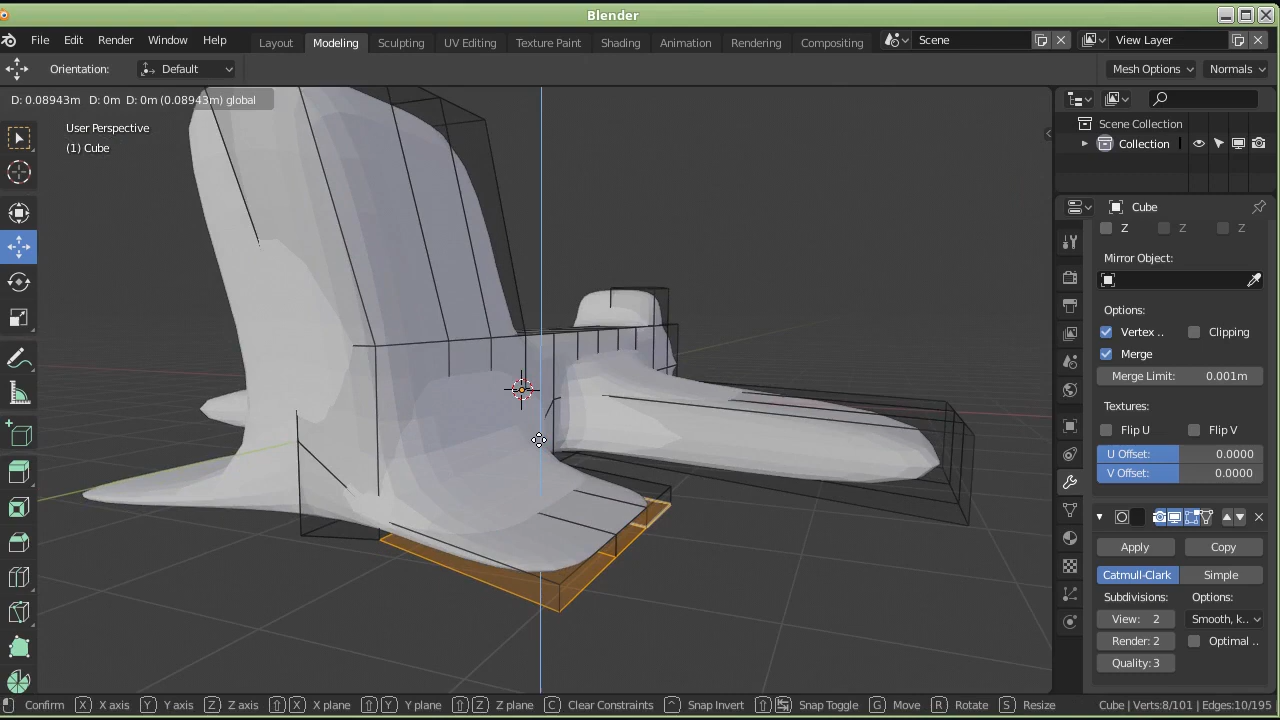 Blender
File Edit Render Window Help Layout Modeling Sculpting UV Editing Texture Paint Shading Animation Rendering Compositing Scene View Layer
Orientation: Default Mesh Options Normals
D: 0.08943m D: 0m D: 0m (0.08943m) global
User Perspective
(1) Cube
Scene Collection
Collection
Cube
Z Z Z
Mirror Object:
Options:
Vertex .. Clipping
Merge
Merge Limit: 0.001m
Textures:
Flip U Flip V
U Offset: 0.0000
V Offset: 0.0000
Apply Copy
Catmull-Clark Simple
Subdivisions: Options:
View: 2 Smooth, k..
Render: 2 Optimal ..
Quality: 3
Confirm X X axis Y Y axis Z Z axis X X plane Y Y plane Z Z plane C Clear Constraints ^ Snap Invert Snap Toggle G Move R Rotate S Resize Cube | Verts:8/101 | Edges:10/195